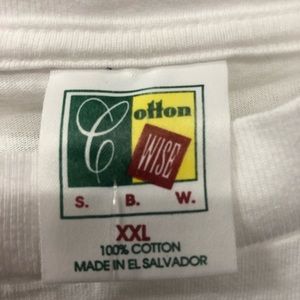 Cotton
WISE
S. B. W.
XXL
100% COTTON
MADE IN EL SALVADOR